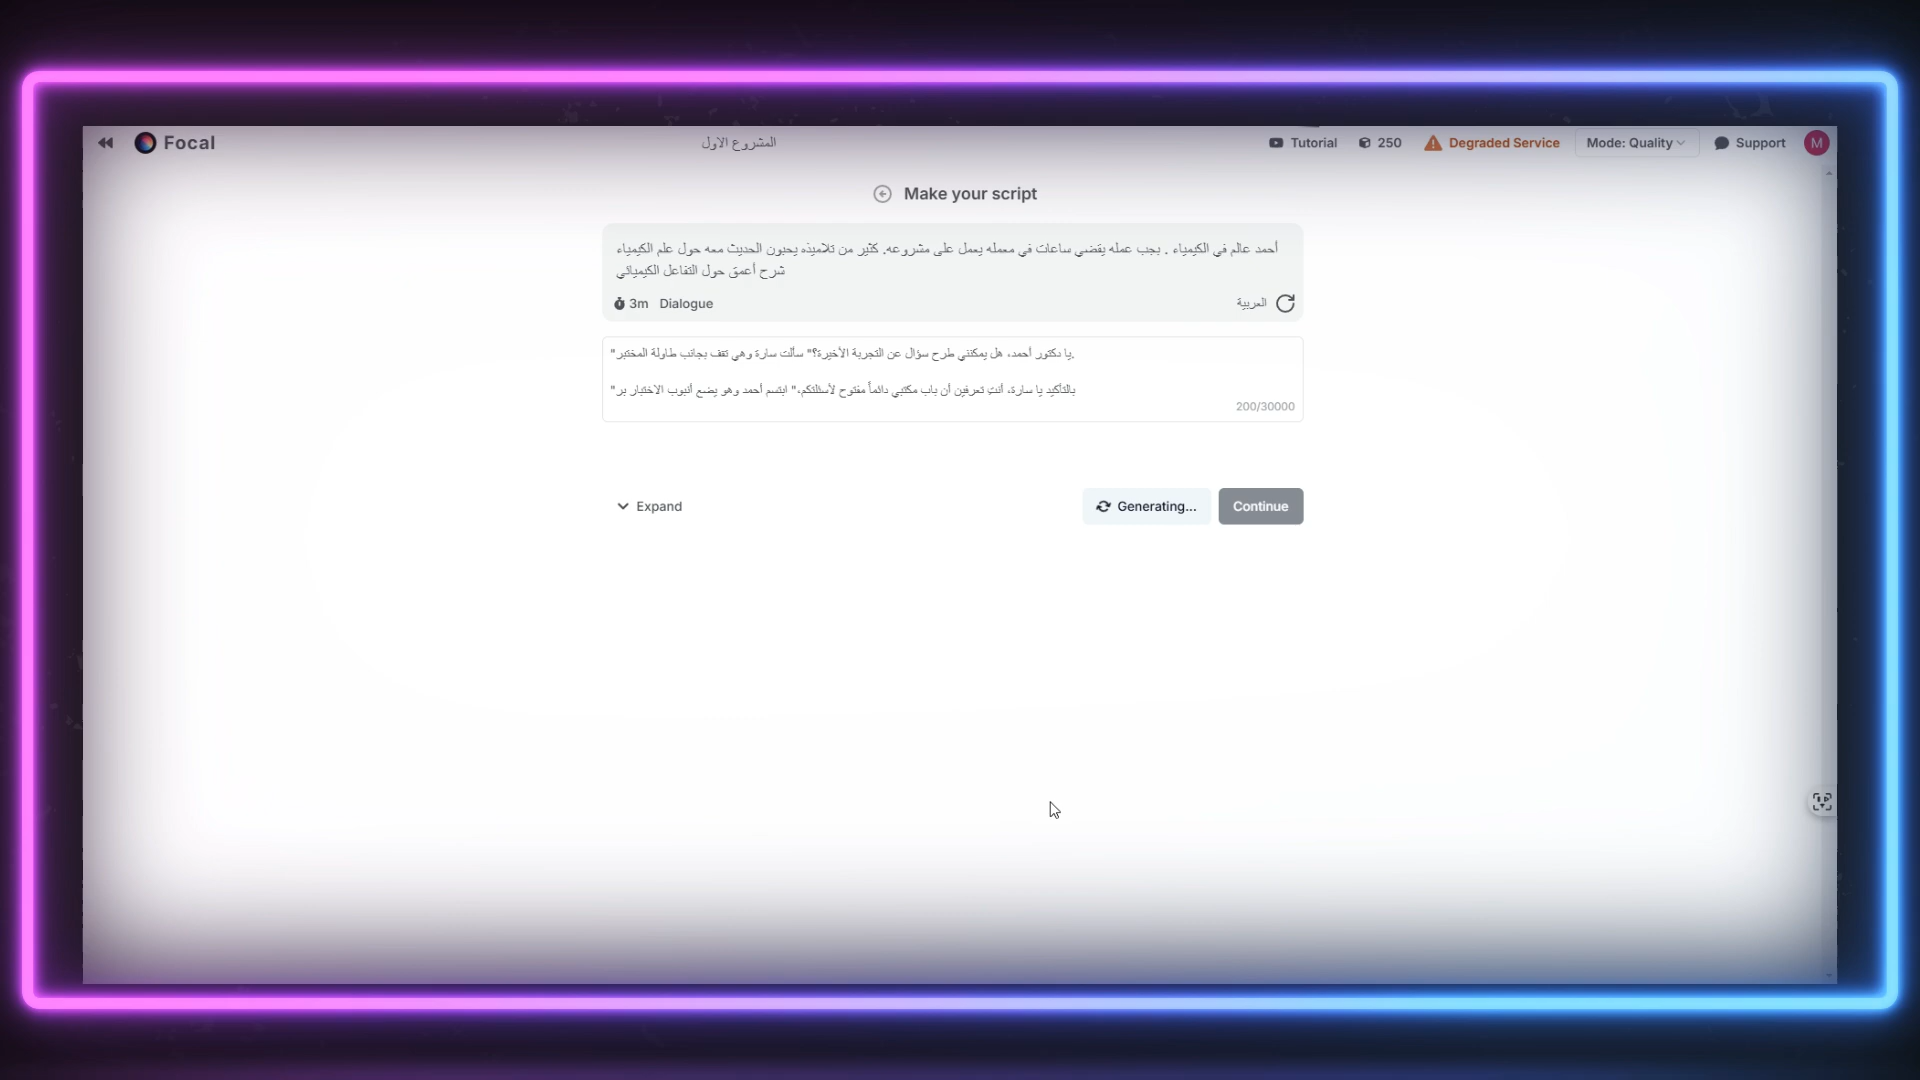 Focal
المشروع الاول
Tutorial
250
Degraded Service
Mode: Quality
Support
M
Make your script
أحمد عالم في الكيمياء . بجب عمله يقضي ساعات في معمله يعمل على مشروعه. كثير من تلاميذه يحبون الحديث معه حول علم الكيمياء
شرح أعمق حول التفاعل الكيميائي
3m Dialogue
العربية
"يا دكتور أحمد، هل يمكنني طرح سؤال عن التجربة الأخيرة؟" سألت سارة وهي تقف بجانب طاولة المختبر.
"بالتأكيد يا سارة، أنتِ تعرفين أن باب مكتبي دائماً مفتوح لأسئلتكم،" ابتسم أحمد وهو يضع أنبوب الاختبار بر
200/30000
Expand
Generating...
Continue